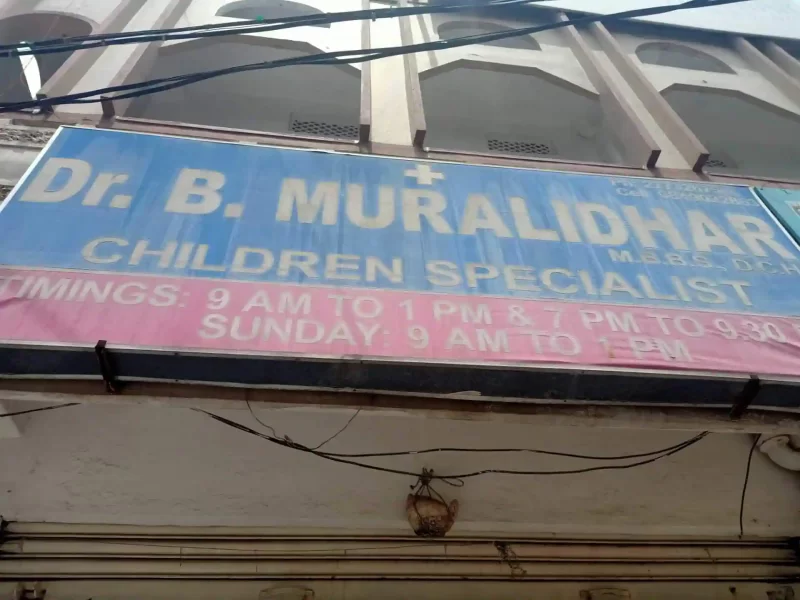 Dr. B. MURALIDHAR
M.B.B.S., D.C.H
CHILDREN SPECIALIST
TIMINGS: 9 AM TO 1 PM & 7 PM TO 9.30
SUNDAY: 9 AM TO 1 PM